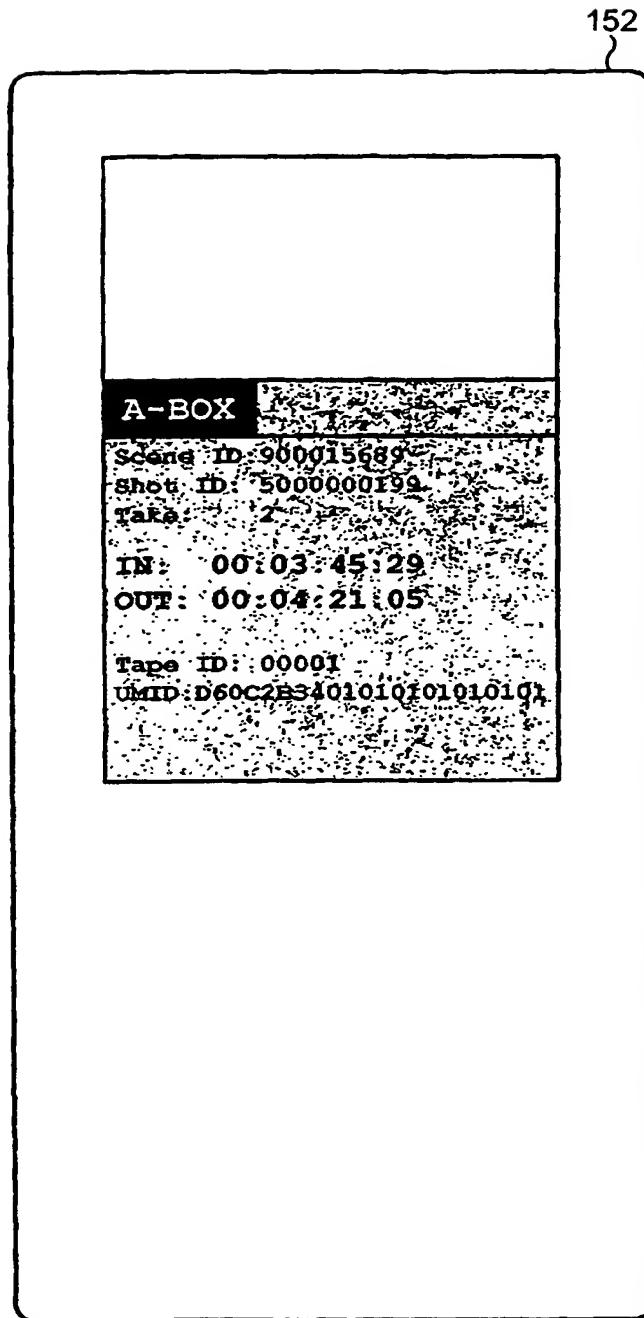 152
A-BOX
Scene ID: 900015689
Shot ID: 5000000199
Take: 2
IN: 00:03:45:29
OUT: 00:04:21:05
Tape ID: 00001
UMID:D60C2B3401010101010101